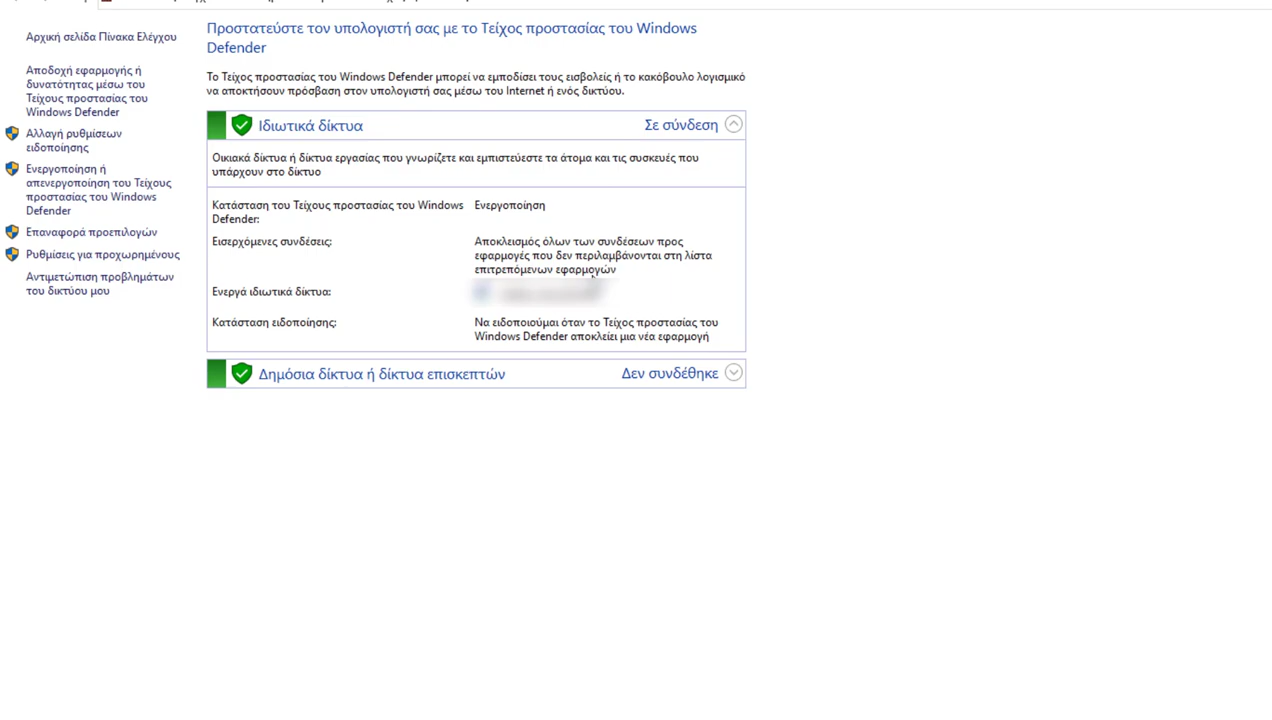 Αρχική σελίδα Πίνακα Ελέγχου
Αποδοχή εφαρμογής ή
δυνατότητας μέσω του
Τείχους προστασίας του
Windows Defender
Αλλαγή ρυθμίσεων
ειδοποίησης
Ενεργοποίηση ή
απενεργοποίηση του Τείχους
προστασίας του Windows
Defender
Επαναφορά προεπιλογών
Ρυθμίσεις για προχωρημένους
Αντιμετώπιση προβλημάτων
του δικτύου μου
Προστατεύστε τον υπολογιστή σας με το Τείχος προστασίας του Windows
Defender
Το Τείχος προστασίας του Windows Defender μπορεί να εμποδίσει τους εισβολείς ή το κακόβουλο λογισμικό
να αποκτήσουν πρόσβαση στον υπολογιστή σας μέσω του Internet ή ενός δικτύου.
Ιδιωτικά δίκτυα Σε σύνδεση
Οικιακά δίκτυα ή δίκτυα εργασίας που γνωρίζετε και εμπιστεύεστε τα άτομα και τις συσκευές που
υπάρχουν στο δίκτυο
Κατάσταση του Τείχους προστασίας του Windows Ενεργοποίηση
Defender:
Εισερχόμενες συνδέσεις: Αποκλεισμός όλων των συνδέσεων προς
εφαρμογές που δεν περιλαμβάνονται στη λίστα
επιτρεπόμενων εφαρμογών
Ενεργά ιδιωτικά δίκτυα:
Κατάσταση ειδοποίησης: Να ειδοποιούμαι όταν το Τείχος προστασίας του
Windows Defender αποκλείει μια νέα εφαρμογή
Δημόσια δίκτυα ή δίκτυα επισκεπτών Δεν συνδέθηκε